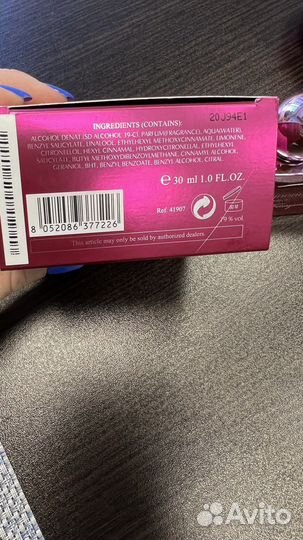 20J94E1
INGREDIENTS (CONTAINS):
ALCOHOL DENAT.(SD ALCOHOL 39-C), PARFUM(FRAGRANCE), AQUA(WATER),
BENZYL SALICYLATE, LINALOOL, ETHYLHEXYL METHOXYCINNAMATE, LIMONENE,
CITRONELLOL, HEXYL CINNAMAL, HYDROXYCITRONELLAL, ETHYLHEXYL
SALICYLATE, BUTYL METHOXYDIBENZOYLMETHANE, CINNAMYL ALCOHOL,
GERANIOL, BHT, BENZYL BENZOATE, BENZYL ALCOHOL, CITRAL.
℮ 30 ml 1.0 FL.OZ.
Ref. 41907
79% vol.
8 052086 377226
This article may only be sold by authorized dealers.
Avito